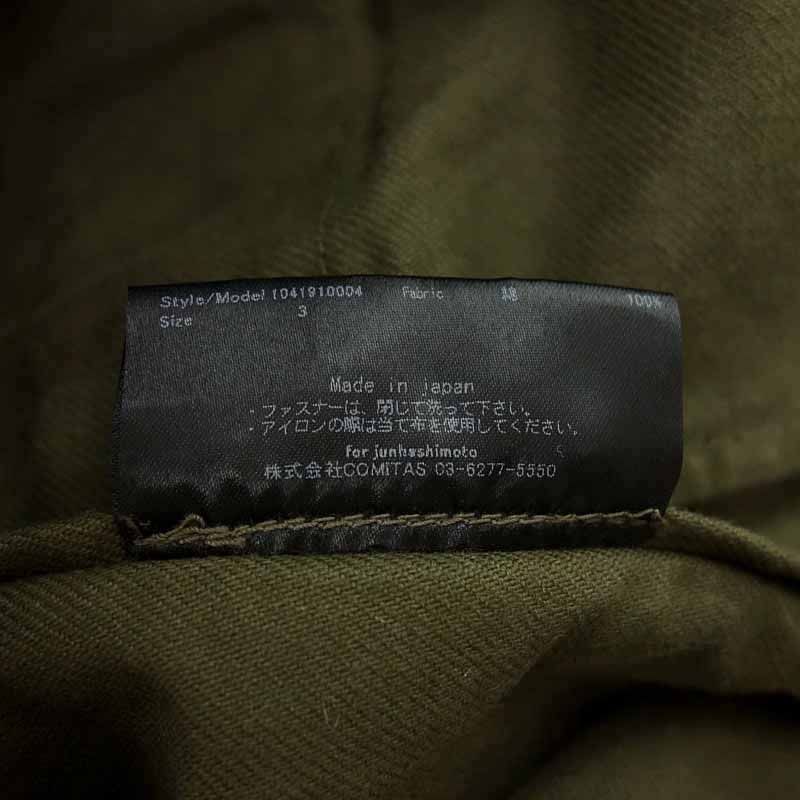 Style/Model 1041910004 Fabric 綿 100%
Size 3
Made in japan
・ファスナーは、閉じて洗って下さい。
・アイロンの際は当て布を使用してください。
for junhashimoto
株式会社COMITAS 03-6277-5550